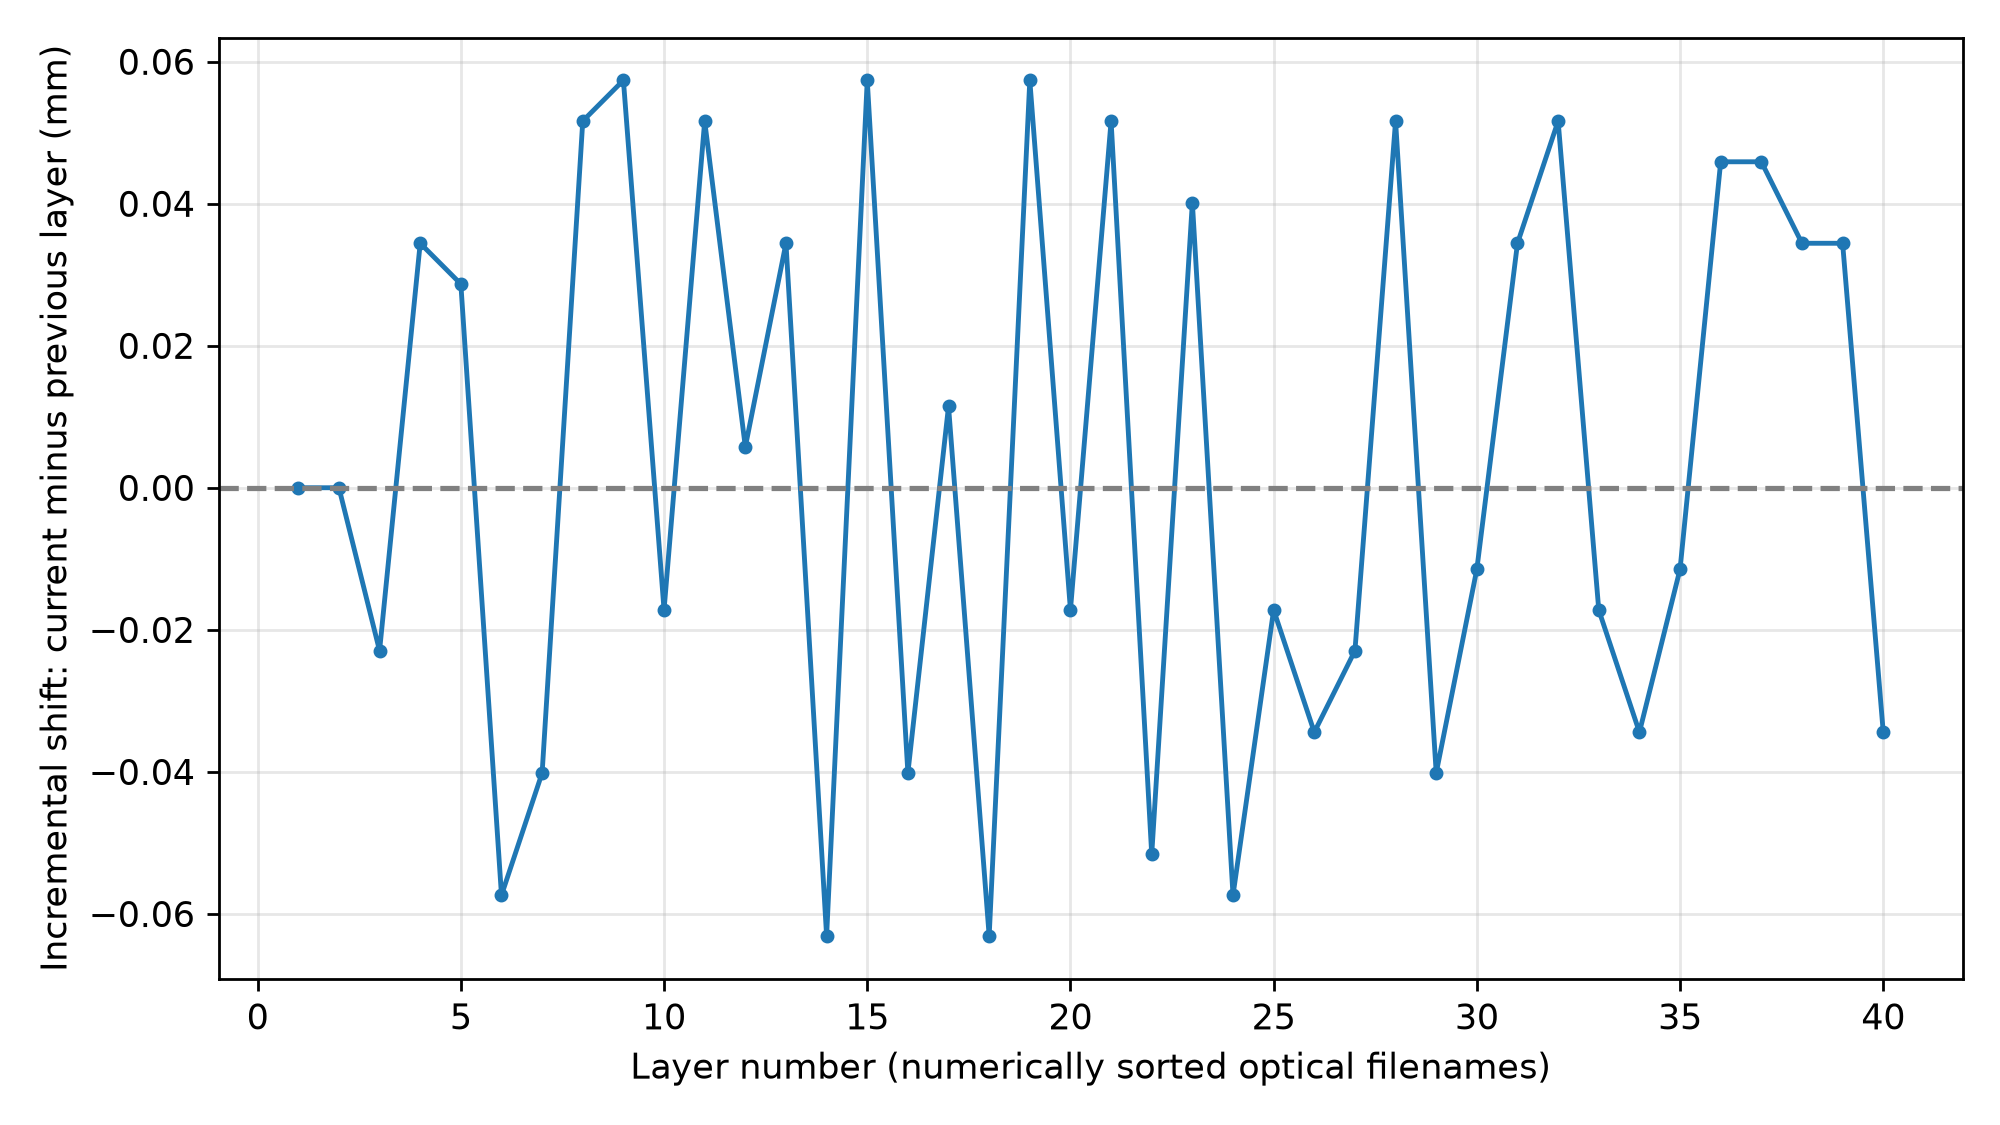 Incremental shift: current minus previous layer (mm)
0.06
0.04
0.02
0.00
−0.02
−0.04
−0.06
0 5 10 15 20 25 30 35 40
Layer number (numerically sorted optical filenames)